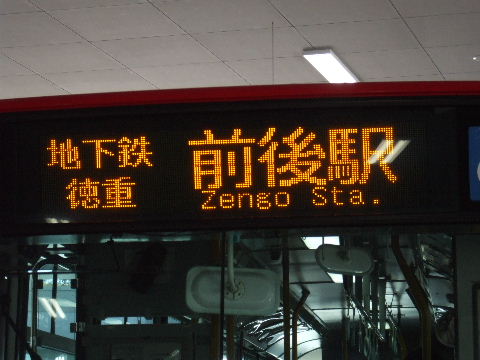 地下鉄
徳重
前後駅
Zengo Sta.